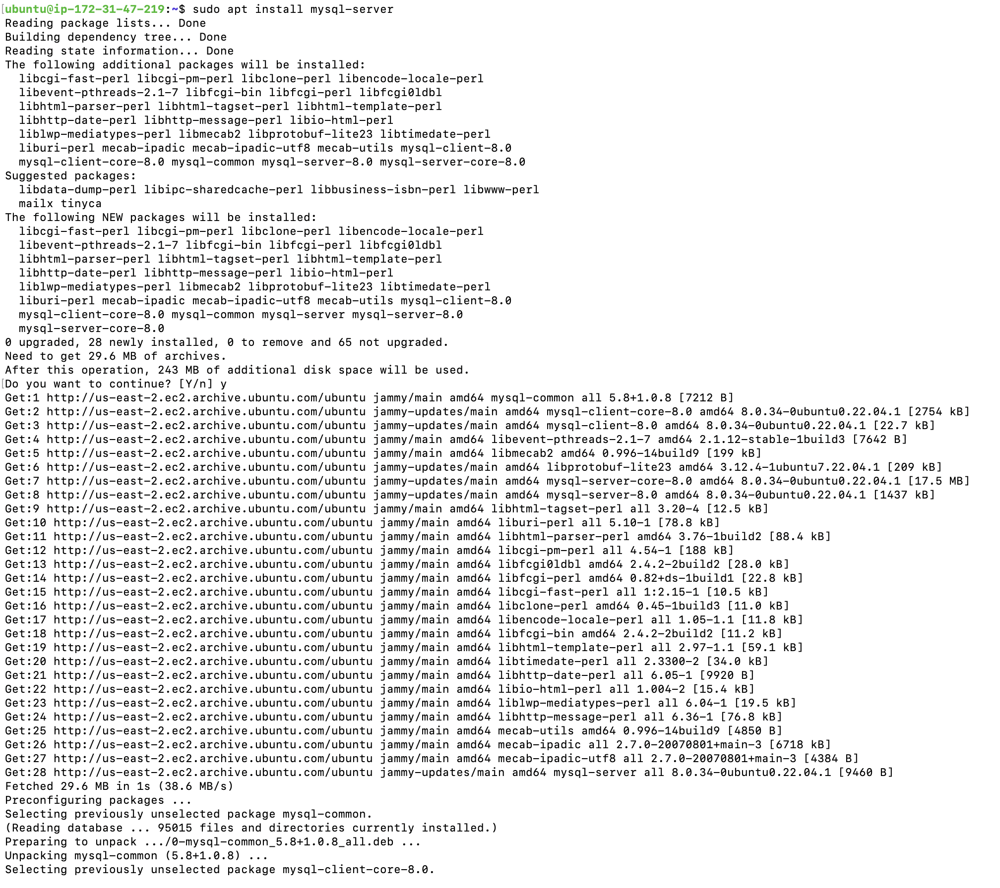 ubuntu@ip-172-31-47-219:~$ sudo apt install mysql-server
Reading package lists... Done
Building dependency tree... Done
Reading state information... Done
The following additional packages will be installed:
  libcgi-fast-perl libcgi-pm-perl libclone-perl libencode-locale-perl
  libevent-pthreads-2.1-7 libfcgi-bin libfcgi-perl libfcgi0ldbl
  libhtml-parser-perl libhtml-tagset-perl libhtml-template-perl
  libhttp-date-perl libhttp-message-perl libio-html-perl
  liblwp-mediatypes-perl libmecab2 libprotobuf-lite23 libtimedate-perl
  liburi-perl mecab-ipadic mecab-ipadic-utf8 mecab-utils mysql-client-8.0
  mysql-client-core-8.0 mysql-common mysql-server-8.0 mysql-server-core-8.0
Suggested packages:
  libdata-dump-perl libipc-sharedcache-perl libbusiness-isbn-perl libwww-perl
  mailx tinyca
The following NEW packages will be installed:
  libcgi-fast-perl libcgi-pm-perl libclone-perl libencode-locale-perl
  libevent-pthreads-2.1-7 libfcgi-bin libfcgi-perl libfcgi0ldbl
  libhtml-parser-perl libhtml-tagset-perl libhtml-template-perl
  libhttp-date-perl libhttp-message-perl libio-html-perl
  liblwp-mediatypes-perl libmecab2 libprotobuf-lite23 libtimedate-perl
  liburi-perl mecab-ipadic mecab-ipadic-utf8 mecab-utils mysql-client-8.0
  mysql-client-core-8.0 mysql-common mysql-server mysql-server-8.0
  mysql-server-core-8.0
0 upgraded, 28 newly installed, 0 to remove and 65 not upgraded.
Need to get 29.6 MB of archives.
After this operation, 243 MB of additional disk space will be used.
Do you want to continue? [Y/n] y
Get:1 http://us-east-2.ec2.archive.ubuntu.com/ubuntu jammy/main amd64 mysql-common all 5.8+1.0.8 [7212 B]
Get:2 http://us-east-2.ec2.archive.ubuntu.com/ubuntu jammy-updates/main amd64 mysql-client-core-8.0 amd64 8.0.34-0ubuntu0.22.04.1 [2754 kB]
Get:3 http://us-east-2.ec2.archive.ubuntu.com/ubuntu jammy-updates/main amd64 mysql-client-8.0 amd64 8.0.34-0ubuntu0.22.04.1 [22.7 kB]
Get:4 http://us-east-2.ec2.archive.ubuntu.com/ubuntu jammy/main amd64 libevent-pthreads-2.1-7 amd64 2.1.12-stable-1build3 [7642 B]
Get:5 http://us-east-2.ec2.archive.ubuntu.com/ubuntu jammy/main amd64 libmecab2 amd64 0.996-14build9 [199 kB]
Get:6 http://us-east-2.ec2.archive.ubuntu.com/ubuntu jammy-updates/main amd64 libprotobuf-lite23 amd64 3.12.4-1ubuntu7.22.04.1 [209 kB]
Get:7 http://us-east-2.ec2.archive.ubuntu.com/ubuntu jammy-updates/main amd64 mysql-server-core-8.0 amd64 8.0.34-0ubuntu0.22.04.1 [17.5 MB]
Get:8 http://us-east-2.ec2.archive.ubuntu.com/ubuntu jammy-updates/main amd64 mysql-server-8.0 amd64 8.0.34-0ubuntu0.22.04.1 [1437 kB]
Get:9 http://us-east-2.ec2.archive.ubuntu.com/ubuntu jammy/main amd64 libhtml-tagset-perl all 3.20-4 [12.5 kB]
Get:10 http://us-east-2.ec2.archive.ubuntu.com/ubuntu jammy/main amd64 liburi-perl all 5.10-1 [78.8 kB]
Get:11 http://us-east-2.ec2.archive.ubuntu.com/ubuntu jammy/main amd64 libhtml-parser-perl amd64 3.76-1build2 [88.4 kB]
Get:12 http://us-east-2.ec2.archive.ubuntu.com/ubuntu jammy/main amd64 libcgi-pm-perl all 4.54-1 [188 kB]
Get:13 http://us-east-2.ec2.archive.ubuntu.com/ubuntu jammy/main amd64 libfcgi0ldbl amd64 2.4.2-2build2 [28.0 kB]
Get:14 http://us-east-2.ec2.archive.ubuntu.com/ubuntu jammy/main amd64 libfcgi-perl amd64 0.82+ds-1build1 [22.8 kB]
Get:15 http://us-east-2.ec2.archive.ubuntu.com/ubuntu jammy/main amd64 libcgi-fast-perl all 1:2.15-1 [10.5 kB]
Get:16 http://us-east-2.ec2.archive.ubuntu.com/ubuntu jammy/main amd64 libclone-perl amd64 0.45-1build3 [11.0 kB]
Get:17 http://us-east-2.ec2.archive.ubuntu.com/ubuntu jammy/main amd64 libencode-locale-perl all 1.05-1.1 [11.8 kB]
Get:18 http://us-east-2.ec2.archive.ubuntu.com/ubuntu jammy/main amd64 libfcgi-bin amd64 2.4.2-2build2 [11.2 kB]
Get:19 http://us-east-2.ec2.archive.ubuntu.com/ubuntu jammy/main amd64 libhtml-template-perl all 2.97-1.1 [59.1 kB]
Get:20 http://us-east-2.ec2.archive.ubuntu.com/ubuntu jammy/main amd64 libtimedate-perl all 2.3300-2 [34.0 kB]
Get:21 http://us-east-2.ec2.archive.ubuntu.com/ubuntu jammy/main amd64 libhttp-date-perl all 6.05-1 [9920 B]
Get:22 http://us-east-2.ec2.archive.ubuntu.com/ubuntu jammy/main amd64 libio-html-perl all 1.004-2 [15.4 kB]
Get:23 http://us-east-2.ec2.archive.ubuntu.com/ubuntu jammy/main amd64 liblwp-mediatypes-perl all 6.04-1 [19.5 kB]
Get:24 http://us-east-2.ec2.archive.ubuntu.com/ubuntu jammy/main amd64 libhttp-message-perl all 6.36-1 [76.8 kB]
Get:25 http://us-east-2.ec2.archive.ubuntu.com/ubuntu jammy/main amd64 mecab-utils amd64 0.996-14build9 [4850 B]
Get:26 http://us-east-2.ec2.archive.ubuntu.com/ubuntu jammy/main amd64 mecab-ipadic all 2.7.0-20070801+main-3 [6718 kB]
Get:27 http://us-east-2.ec2.archive.ubuntu.com/ubuntu jammy/main amd64 mecab-ipadic-utf8 all 2.7.0-20070801+main-3 [4384 B]
Get:28 http://us-east-2.ec2.archive.ubuntu.com/ubuntu jammy-updates/main amd64 mysql-server all 8.0.34-0ubuntu0.22.04.1 [9460 B]
Fetched 29.6 MB in 1s (38.6 MB/s)
Preconfiguring packages ...
Selecting previously unselected package mysql-common.
(Reading database ... 95015 files and directories currently installed.)
Preparing to unpack .../0-mysql-common_5.8+1.0.8_all.deb ...
Unpacking mysql-common (5.8+1.0.8) ...
Selecting previously unselected package mysql-client-core-8.0.